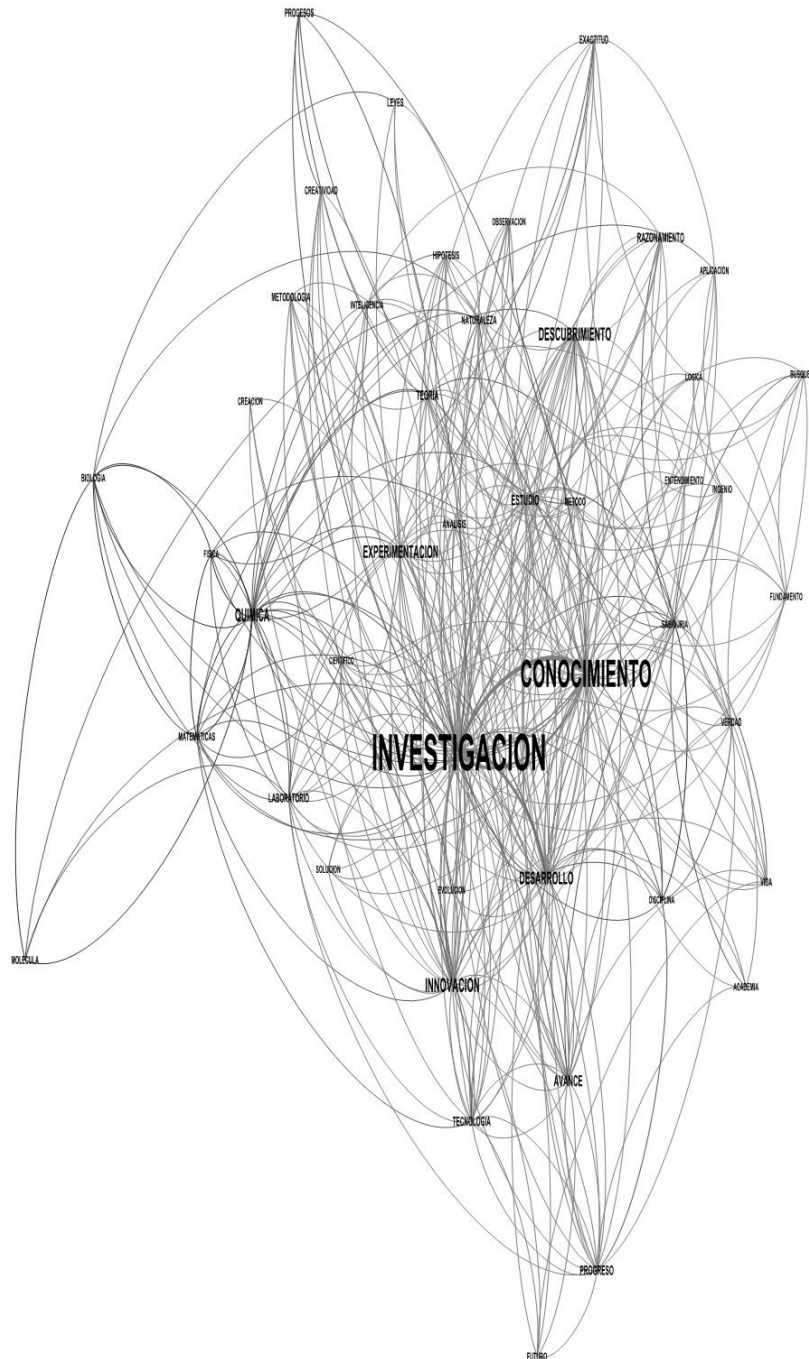 PROCESOS
EXACTITUD
LEYES
CREATIVIDAD
OBSERVACION
RAZONAMIENTO
HIPOTESIS
APLICACION
METODOLOGIA
INTELIGENCIA
NATURALEZA
DESCUBRIMIENTO
LOGICA
BUSQUE
TEORIA
CREACION
BIOLOGIA
ENTENDIMIENTO
INGENIO
ESTUDIO
METODO
ANALISIS
FISICA
EXPERIMENTACION
FUNDAMENTO
QUIMICA
SABIDURIA
CIENTIFICO
CONOCIMIENTO
VERDAD
MATEMATICAS
INVESTIGACION
LABORATORIO
SOLUCION
DESARROLLO
VIDA
EVOLUCION
DISCIPLINA
MOLECULA
INNOVACION
ACADEMIA
AVANCE
TECNOLOGIA
PROGRESO
FUTURO